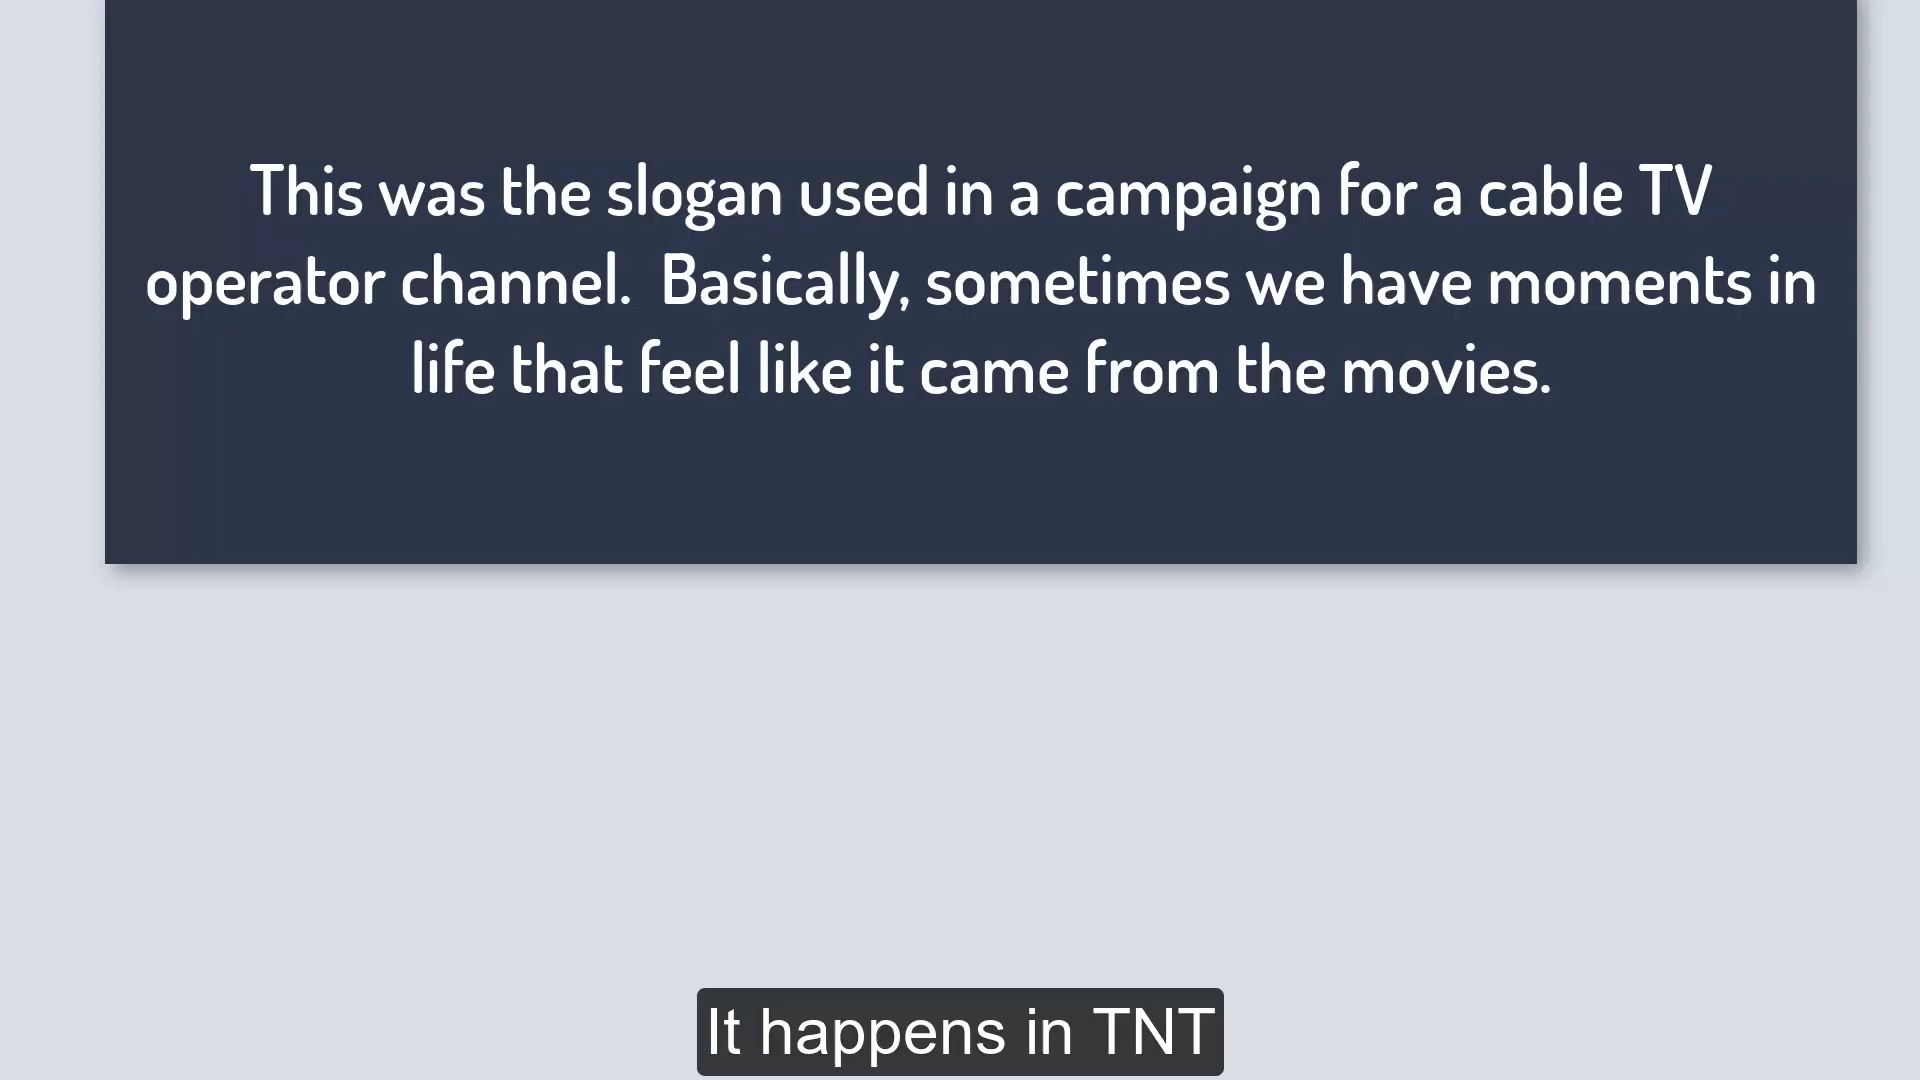 This was the slogan used in a campaign for a cable TV
operator channel.  Basically, sometimes we have moments in
life that feel like it came from the movies.
It happens in TNT